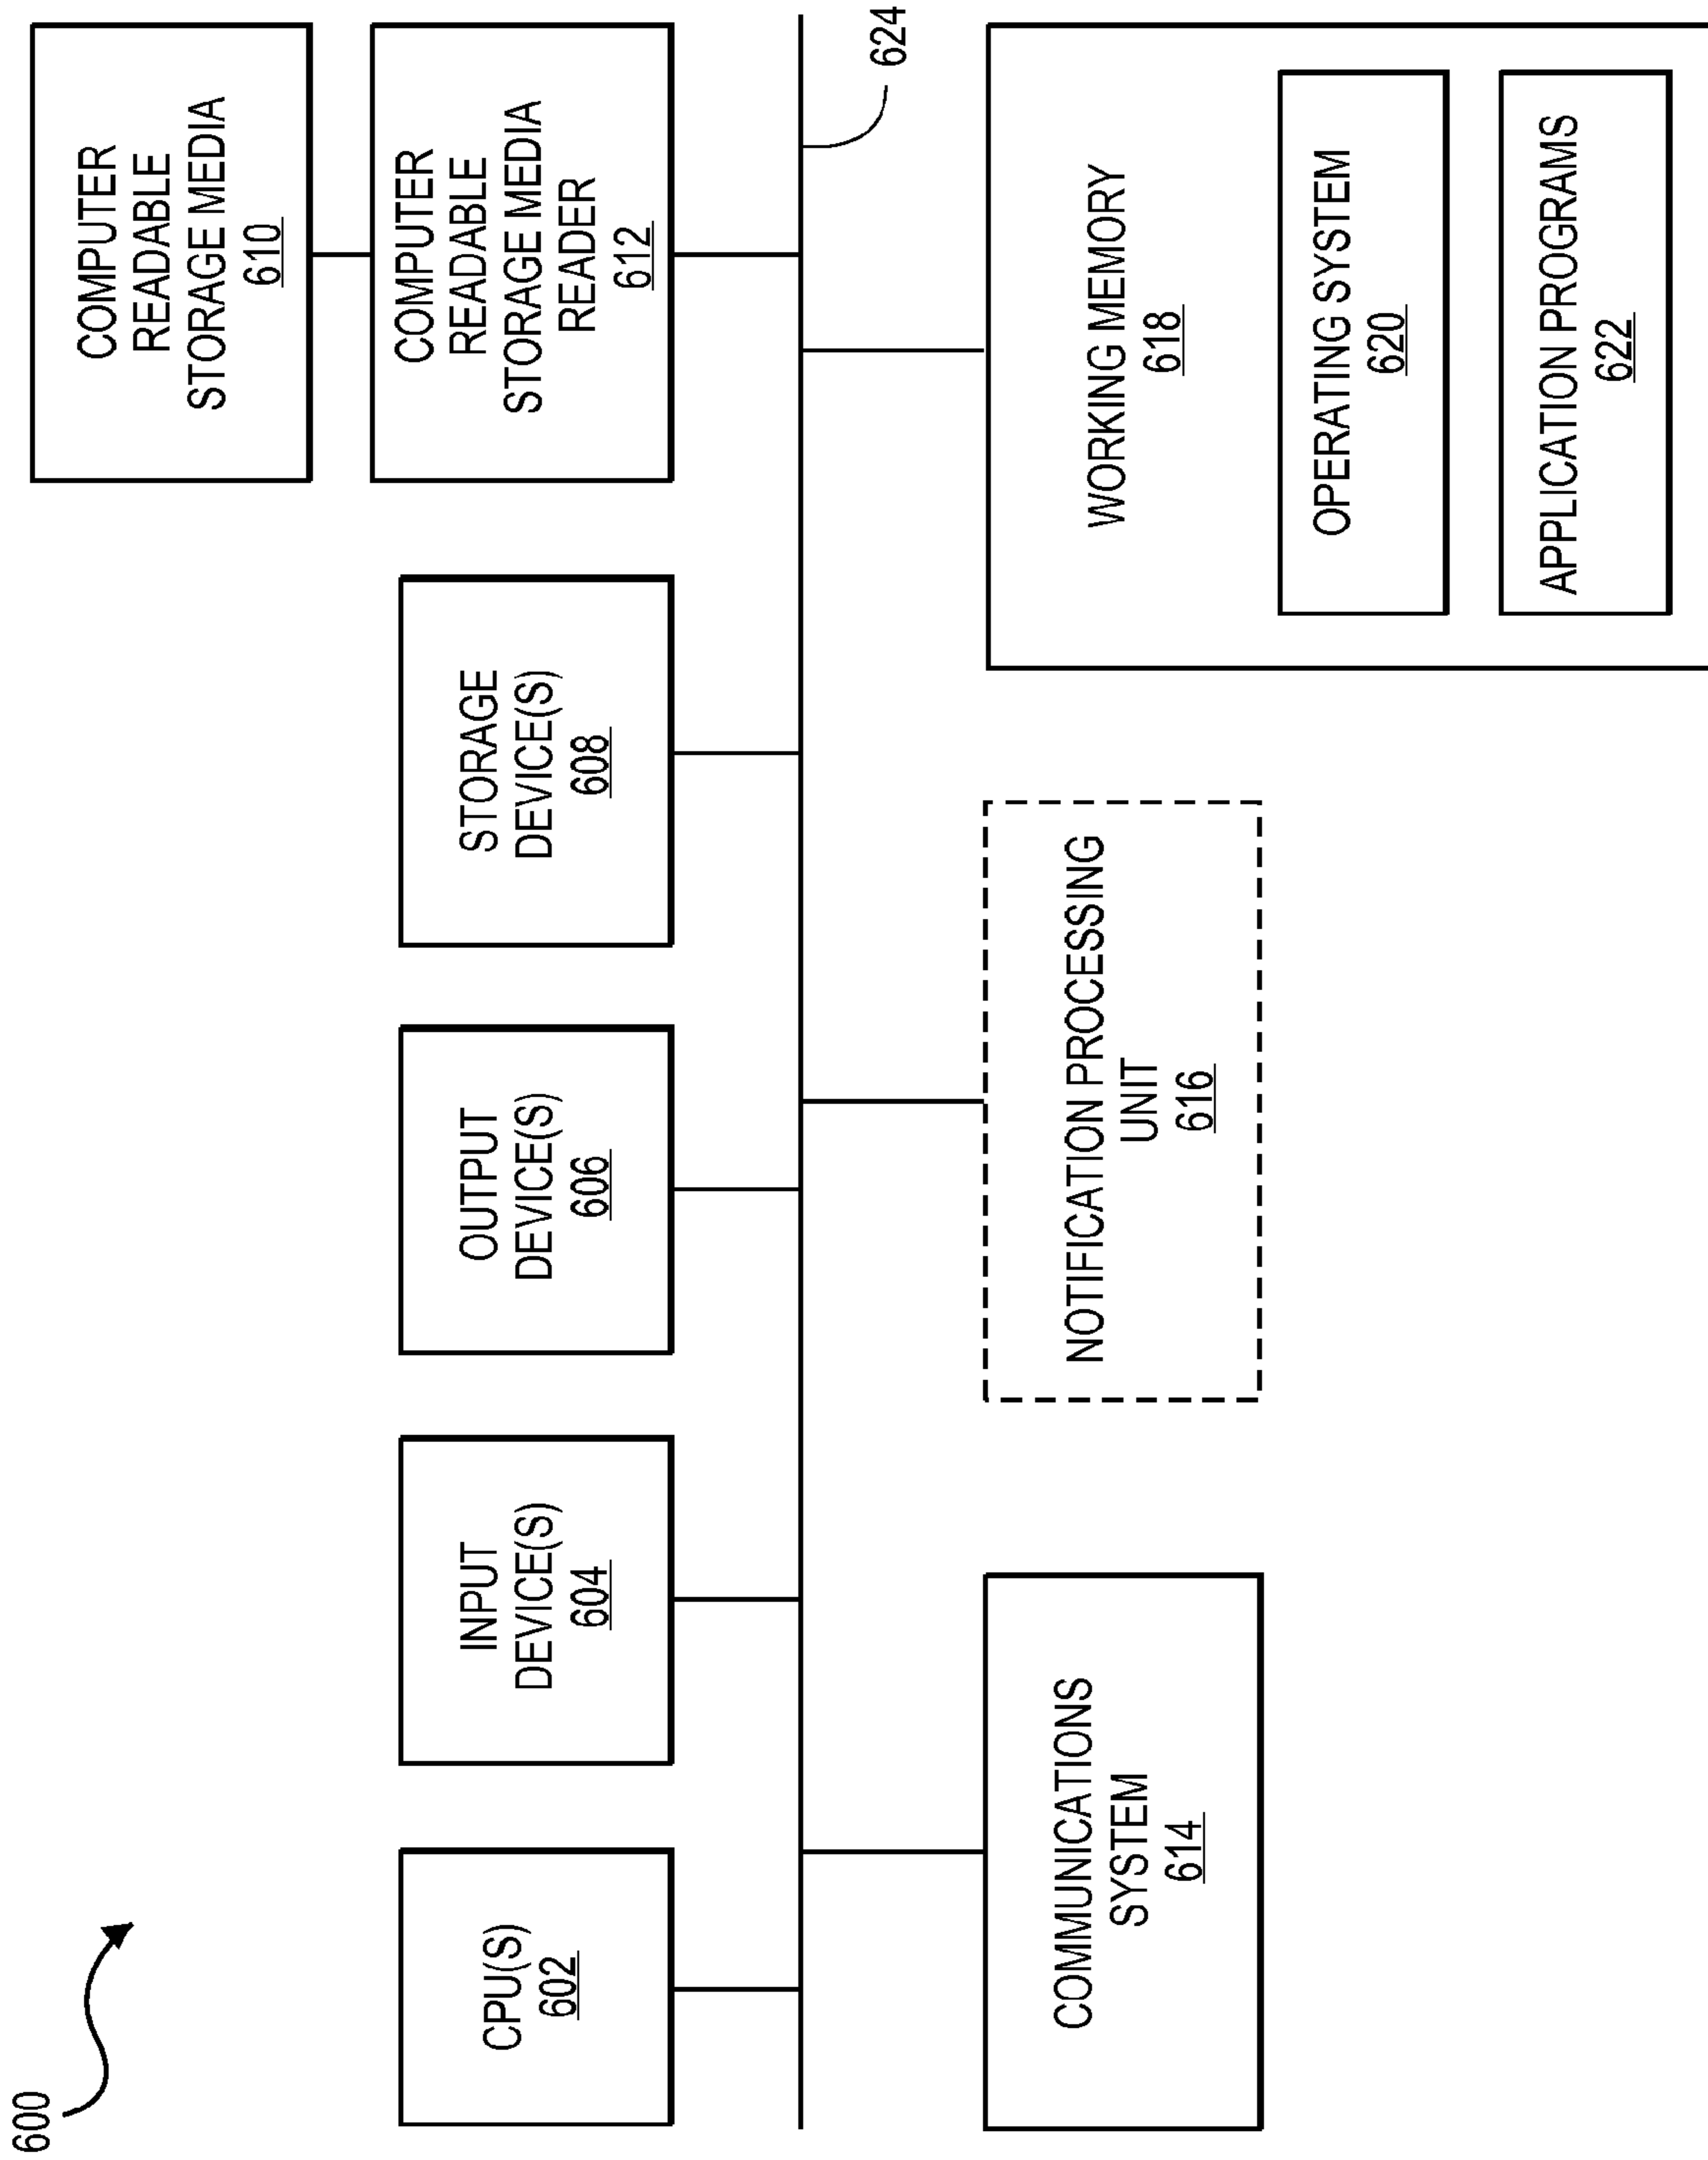 600
CPU(S)
602
INPUT
DEVICE(S)
604
OUTPUT
DEVICE(S)
606
STORAGE
DEVICE(S)
608
COMPUTER
READABLE
STORAGE MEDIA
610
COMPUTER
READABLE
STORAGE MEDIA
READER
612
624
COMMUNICATIONS
SYSTEM
614
NOTIFICATION PROCESSING
UNIT
616
WORKING MEMORY
618
OPERATING SYSTEM
620
APPLICATION PROGRAMS
622